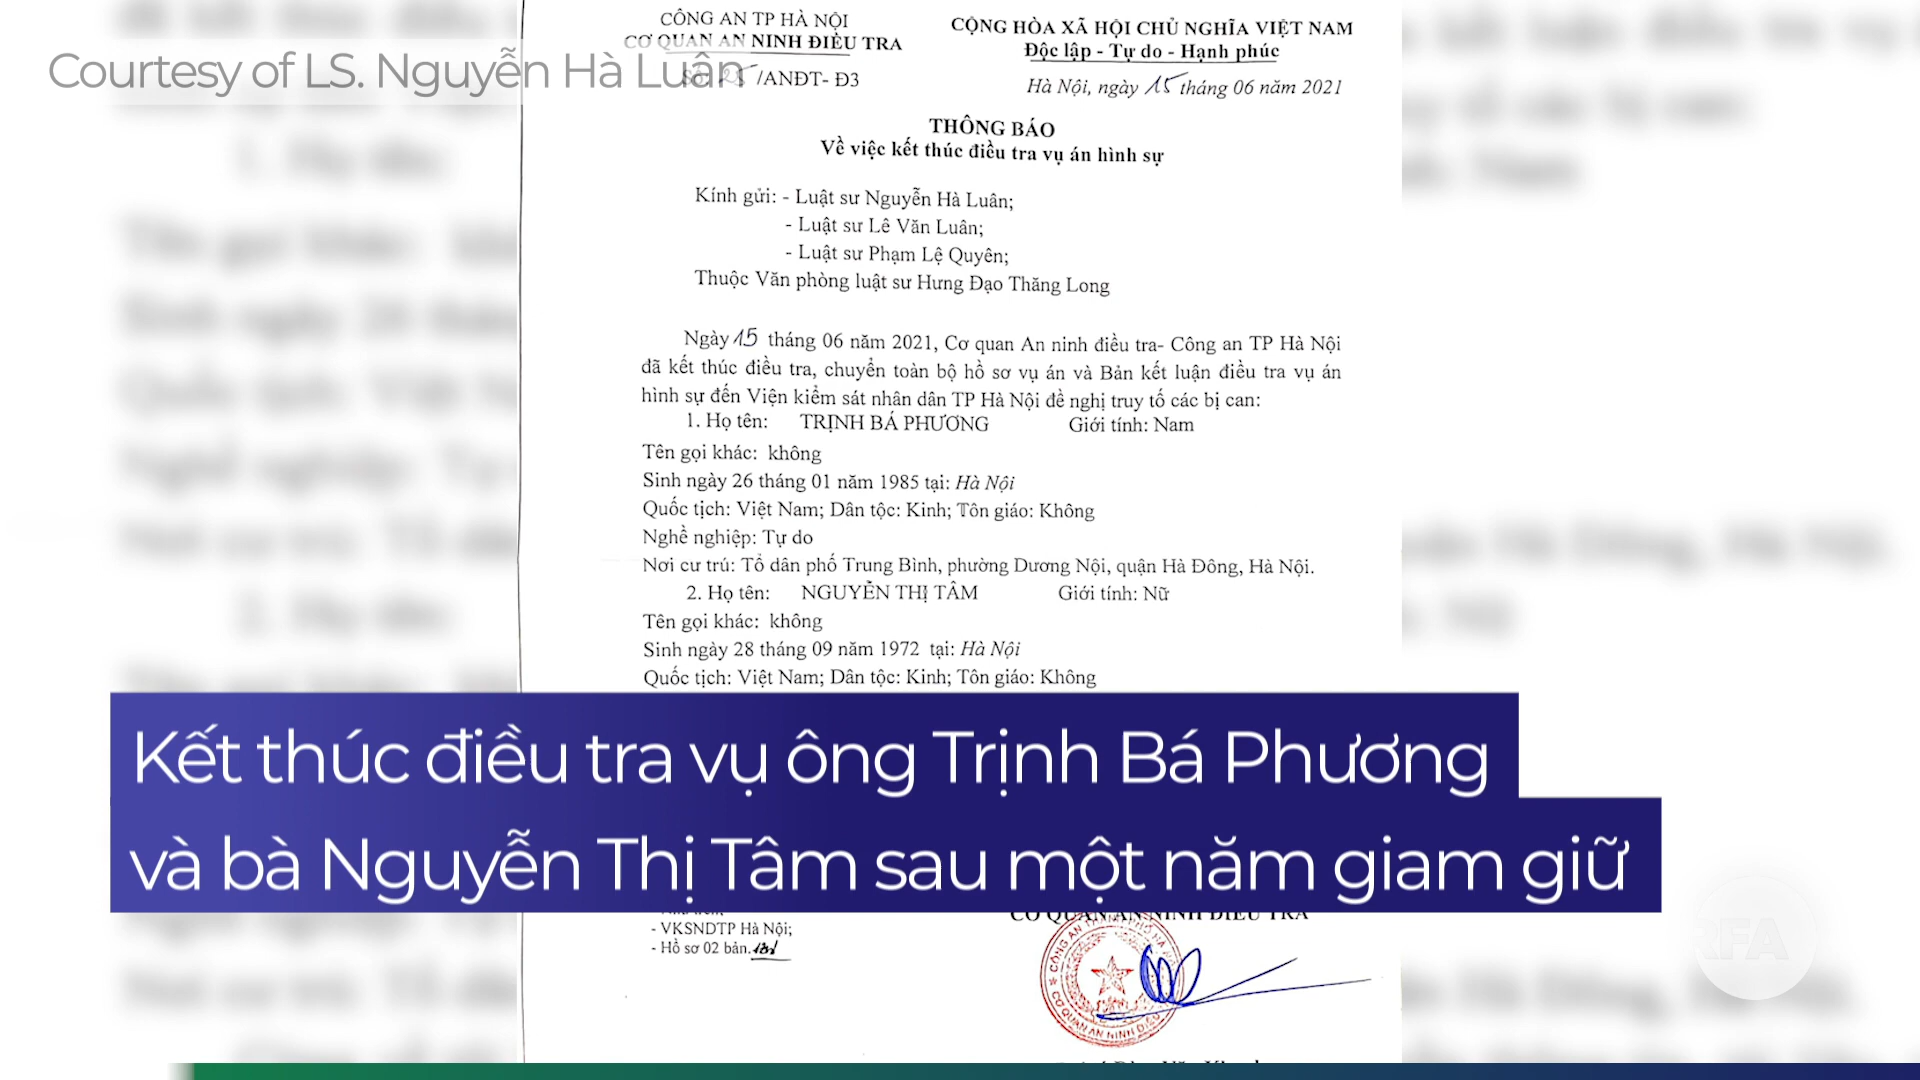 Courtesy of LS. Nguyễn Hà Luân
CÔNG AN TP HÀ NỘI
CƠ QUAN AN NINH ĐIỀU TRA
Số: /ANĐT- Đ3
CỘNG HÒA XÃ HỘI CHỦ NGHĨA VIỆT NAM
Độc lập - Tự do - Hạnh phúc
Hà Nội, ngày 15 tháng 06 năm 2021
THÔNG BÁO
Về việc kết thúc điều tra vụ án hình sự
Kính gửi: - Luật sư Nguyễn Hà Luân;
- Luật sư Lê Văn Luân;
- Luật sư Phạm Lệ Quyên;
Thuộc Văn phòng luật sư Hưng Đạo Thăng Long
Ngày 15 tháng 06 năm 2021, Cơ quan An ninh điều tra- Công an TP Hà Nội
đã kết thúc điều tra, chuyển toàn bộ hồ sơ vụ án và Bản kết luận điều tra vụ án
hình sự đến Viện kiểm sát nhân dân TP Hà Nội đề nghị truy tố các bị can:
1. Họ tên: TRỊNH BÁ PHƯƠNG Giới tính: Nam
Tên gọi khác: không
Sinh ngày 26 tháng 01 năm 1985 tại: Hà Nội
Quốc tịch: Việt Nam; Dân tộc: Kinh; Tôn giáo: Không
Nghề nghiệp: Tự do
Nơi cư trú: Tổ dân phố Trung Bình, phường Dương Nội, quận Hà Đông, Hà Nội.
2. Họ tên: NGUYỄN THỊ TÂM Giới tính: Nữ
Tên gọi khác: không
Sinh ngày 28 tháng 09 năm 1972 tại: Hà Nội
Quốc tịch: Việt Nam; Dân tộc: Kinh; Tôn giáo: Không
Kết thúc điều tra vụ ông Trịnh Bá Phương
và bà Nguyễn Thị Tâm sau một năm giam giữ
- VKSNDTP Hà Nội;
- Hồ sơ 02 bản.
CƠ QUAN AN NINH ĐIỀU TRA
RFA